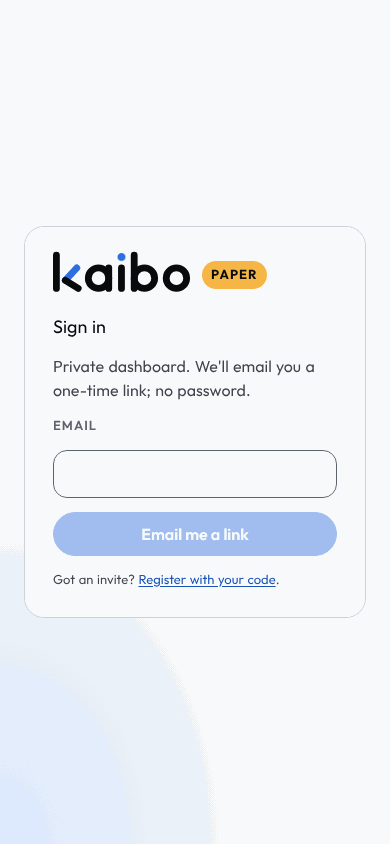 kaibo PAPER
Sign in
Private dashboard. We'll email you a
one-time link; no password.
EMAIL
Email me a link
Got an invite? Register with your code.